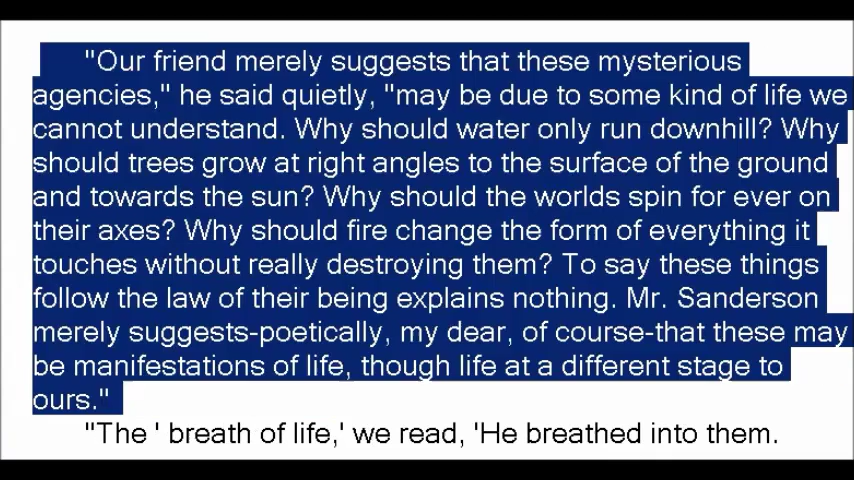 "Our friend merely suggests that these mysterious
agencies," he said quietly, "may be due to some kind of life we
cannot understand. Why should water only run downhill? Why
should trees grow at right angles to the surface of the ground
and towards the sun? Why should the worlds spin for ever on
their axes? Why should fire change the form of everything it
touches without really destroying them? To say these things
follow the law of their being explains nothing. Mr. Sanderson
merely suggests-poetically, my dear, of course-that these may
be manifestations of life, though life at a different stage to
ours."
"The ' breath of life,' we read, 'He breathed into them.